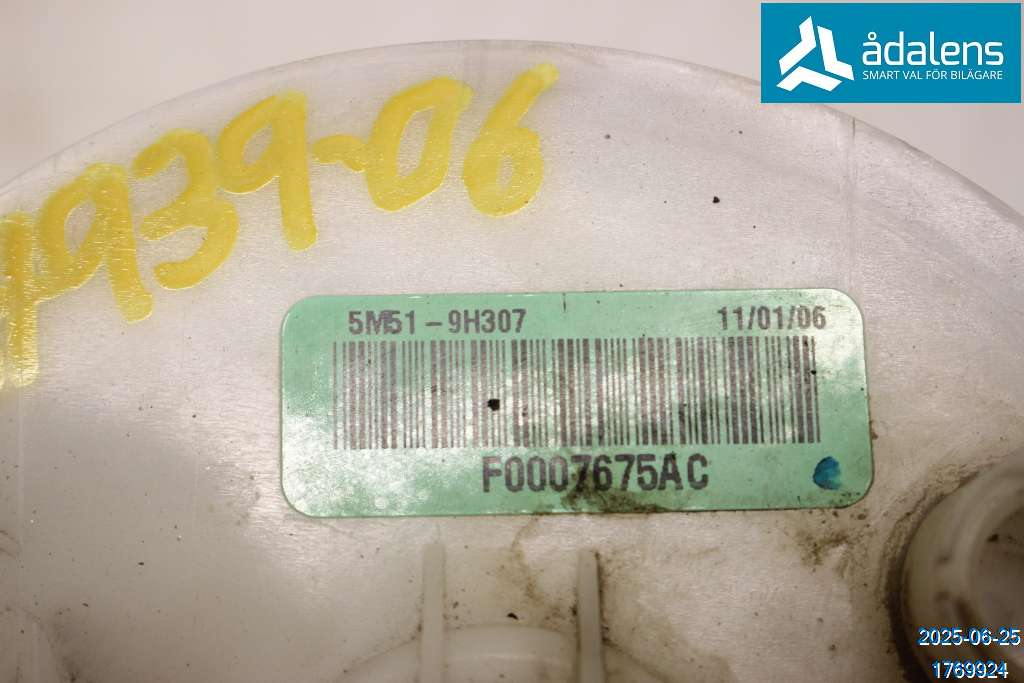 ådalens
SMART VAL FÖR BILÄGARE
939-06
5M51-9H307 11/01/06
F0007675AC
2025-06-25
1769924